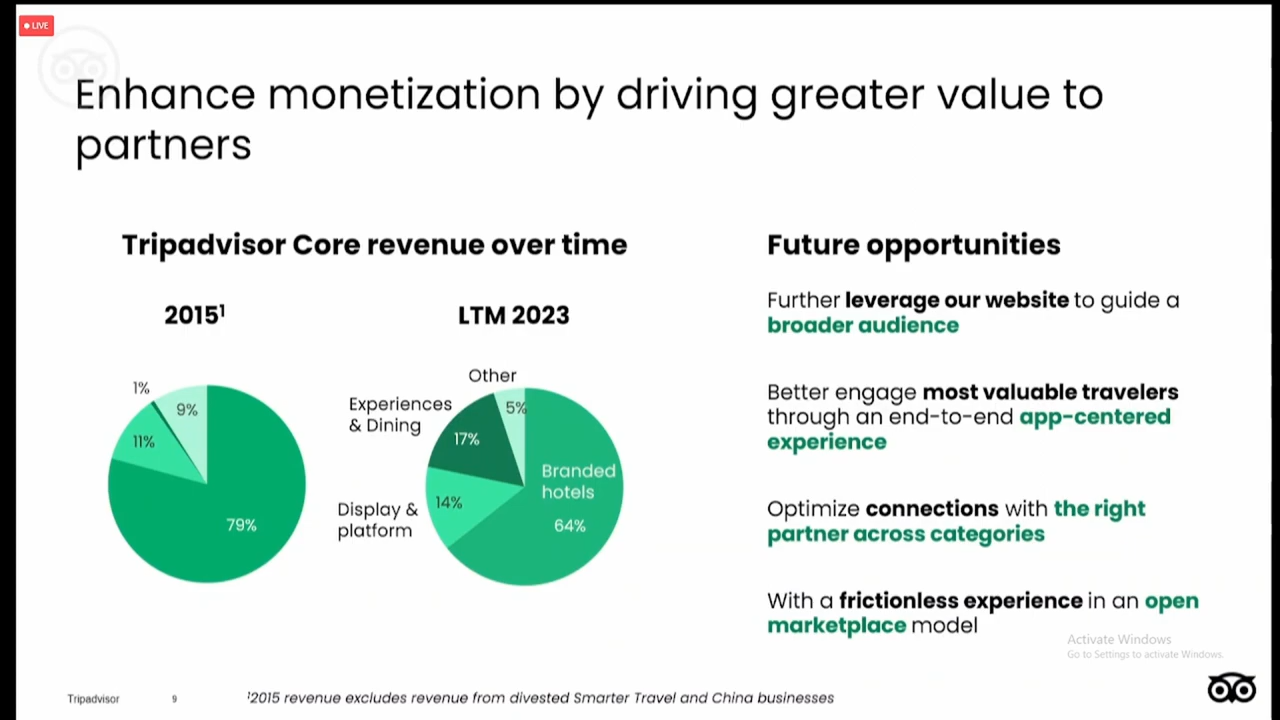 LIVE
Enhance monetization by driving greater value to
partners
Tripadvisor Core revenue over time
2015¹
LTM 2023
1%
9%
11%
79%
Other
Experiences
& Dining
5%
17%
Branded
hotels
14%
Display &
platform
64%
Future opportunities
Further leverage our website to guide a
broader audience
Better engage most valuable travelers
through an end-to-end app-centered
experience
Optimize connections with the right
partner across categories
With a frictionless experience in an open
marketplace model
Activate Windows
Go to Settings to activate Windows.
Tripadvisor
9
¹2015 revenue excludes revenue from divested Smarter Travel and China businesses